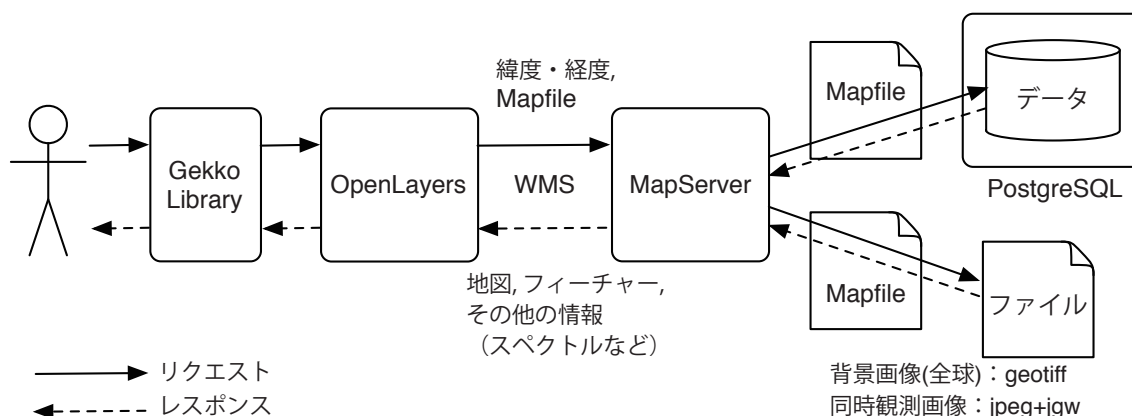 緯度・経度,
Mapfile
Gekko
Library
OpenLayers
WMS
MapServer
地図, フィーチャー,
その他の情報
（スペクトルなど）
Mapfile
データ
PostgreSQL
Mapfile
ファイル
背景画像(全球)：geotiff
同時観測画像：jpeg+jgw
リクエスト
レスポンス